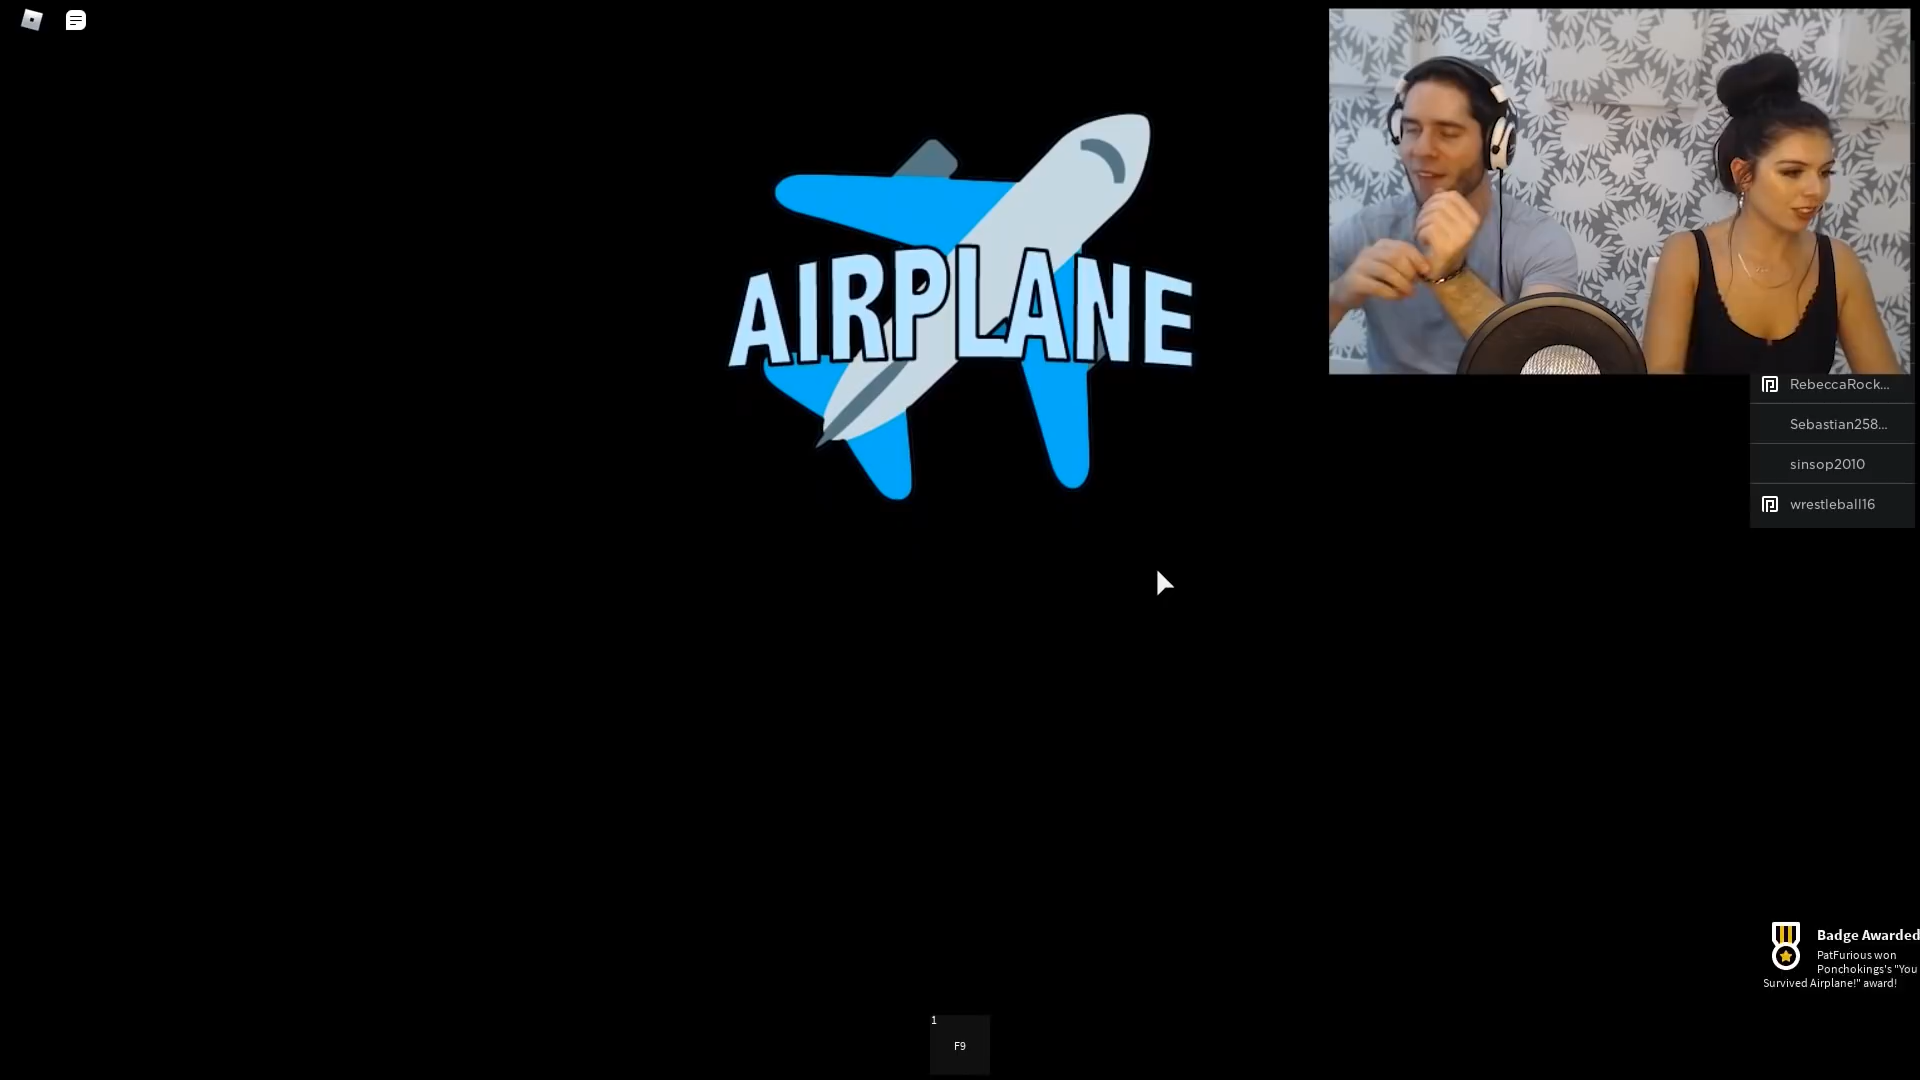 AIRPLANE
RebeccaRock...
Sebastian258...
sinsop2010
wrestleball16
Badge Awarded
PatFurious won
Ponchokings's "You
Survived Airplane!" award!
1
F9